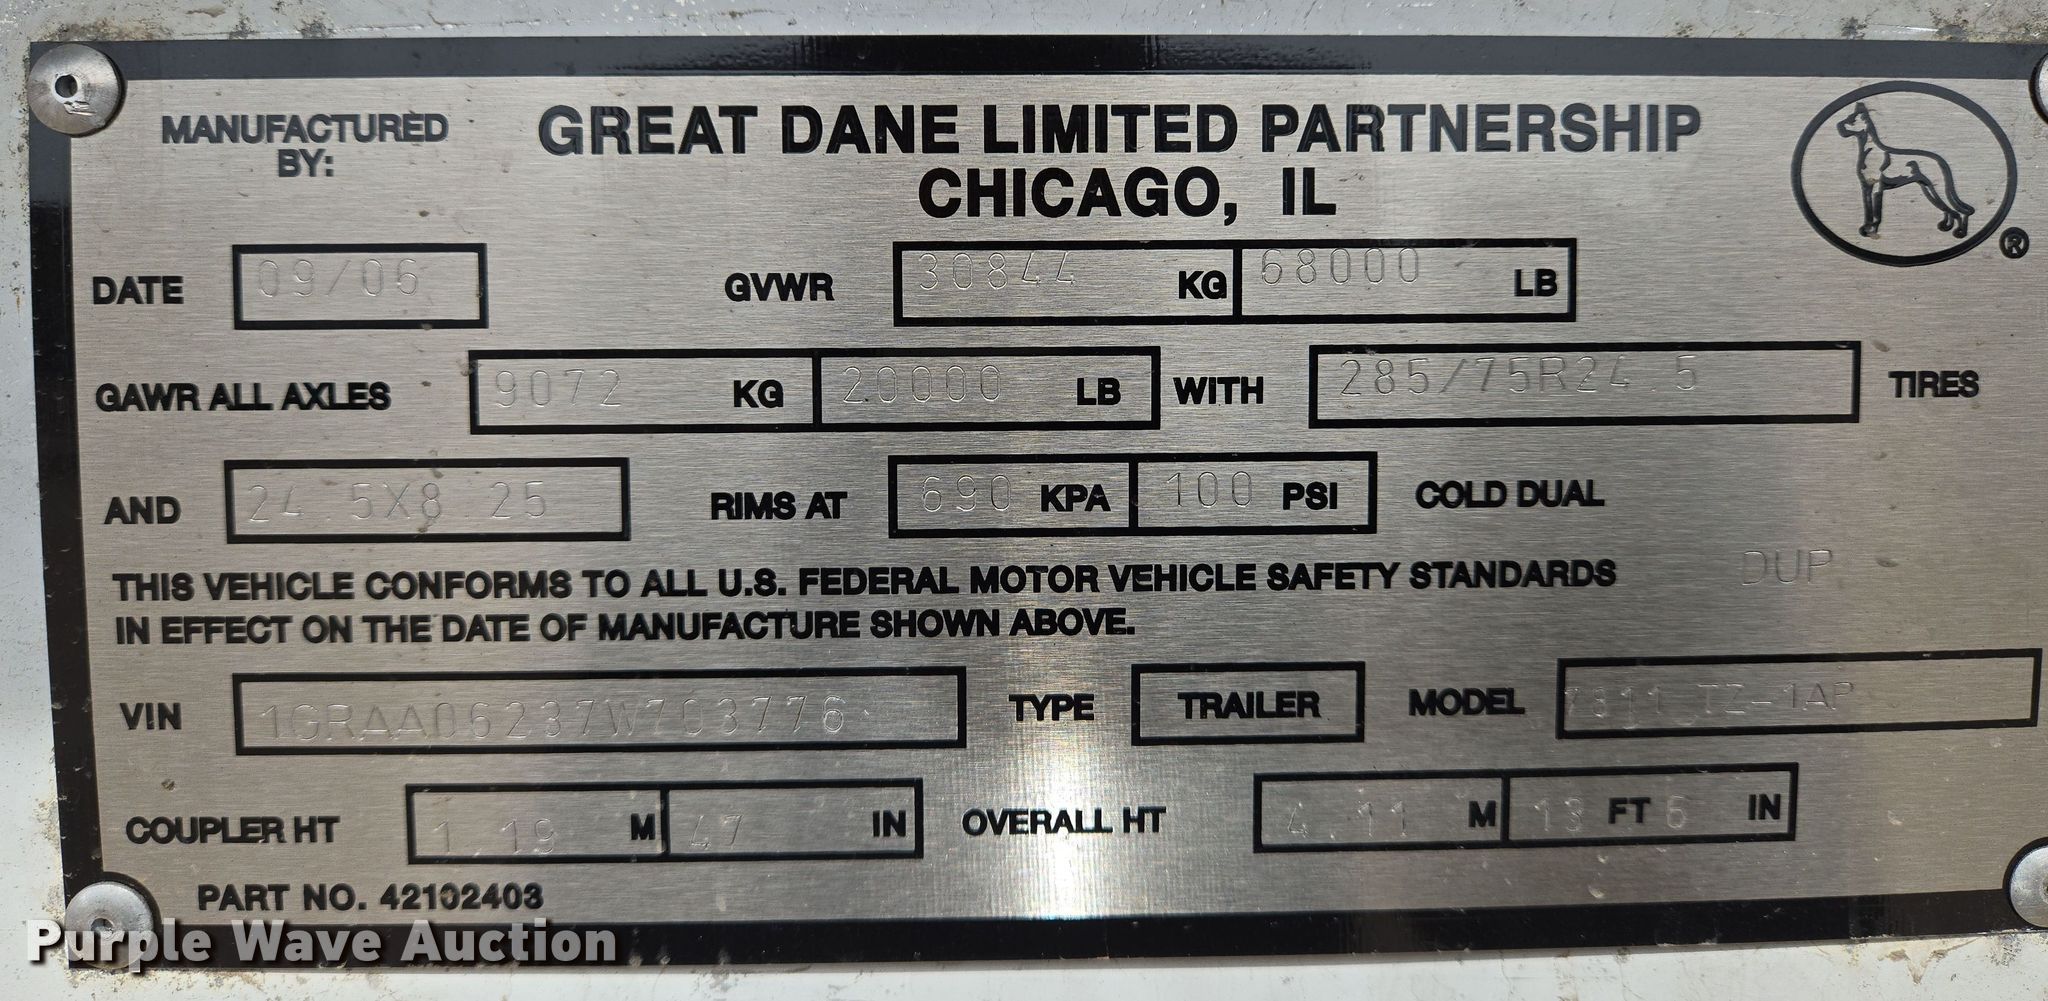 MANUFACTURED BY: GREAT DANE LIMITED PARTNERSHIP
CHICAGO, IL
®
DATE 09/06 GVWR 30844 KG 68000 LB
GAWR ALL AXLES 9072 KG 20000 LB WITH 285/75R24 5 TIRES
AND 24.5X8.25 RIMS AT 690 KPA 100 PSI COLD DUAL
THIS VEHICLE CONFORMS TO ALL U.S. FEDERAL MOTOR VEHICLE SAFETY STANDARDS DUP
IN EFFECT ON THE DATE OF MANUFACTURE SHOWN ABOVE.
VIN 1GRAA06237W703776 TYPE TRAILER MODEL 7811 TZ-1AP
COUPLER HT 1.19 M 47 IN OVERALL HT 4.11 M 13 FT 6 IN
PART NO. 42102403
Purple Wave Auction